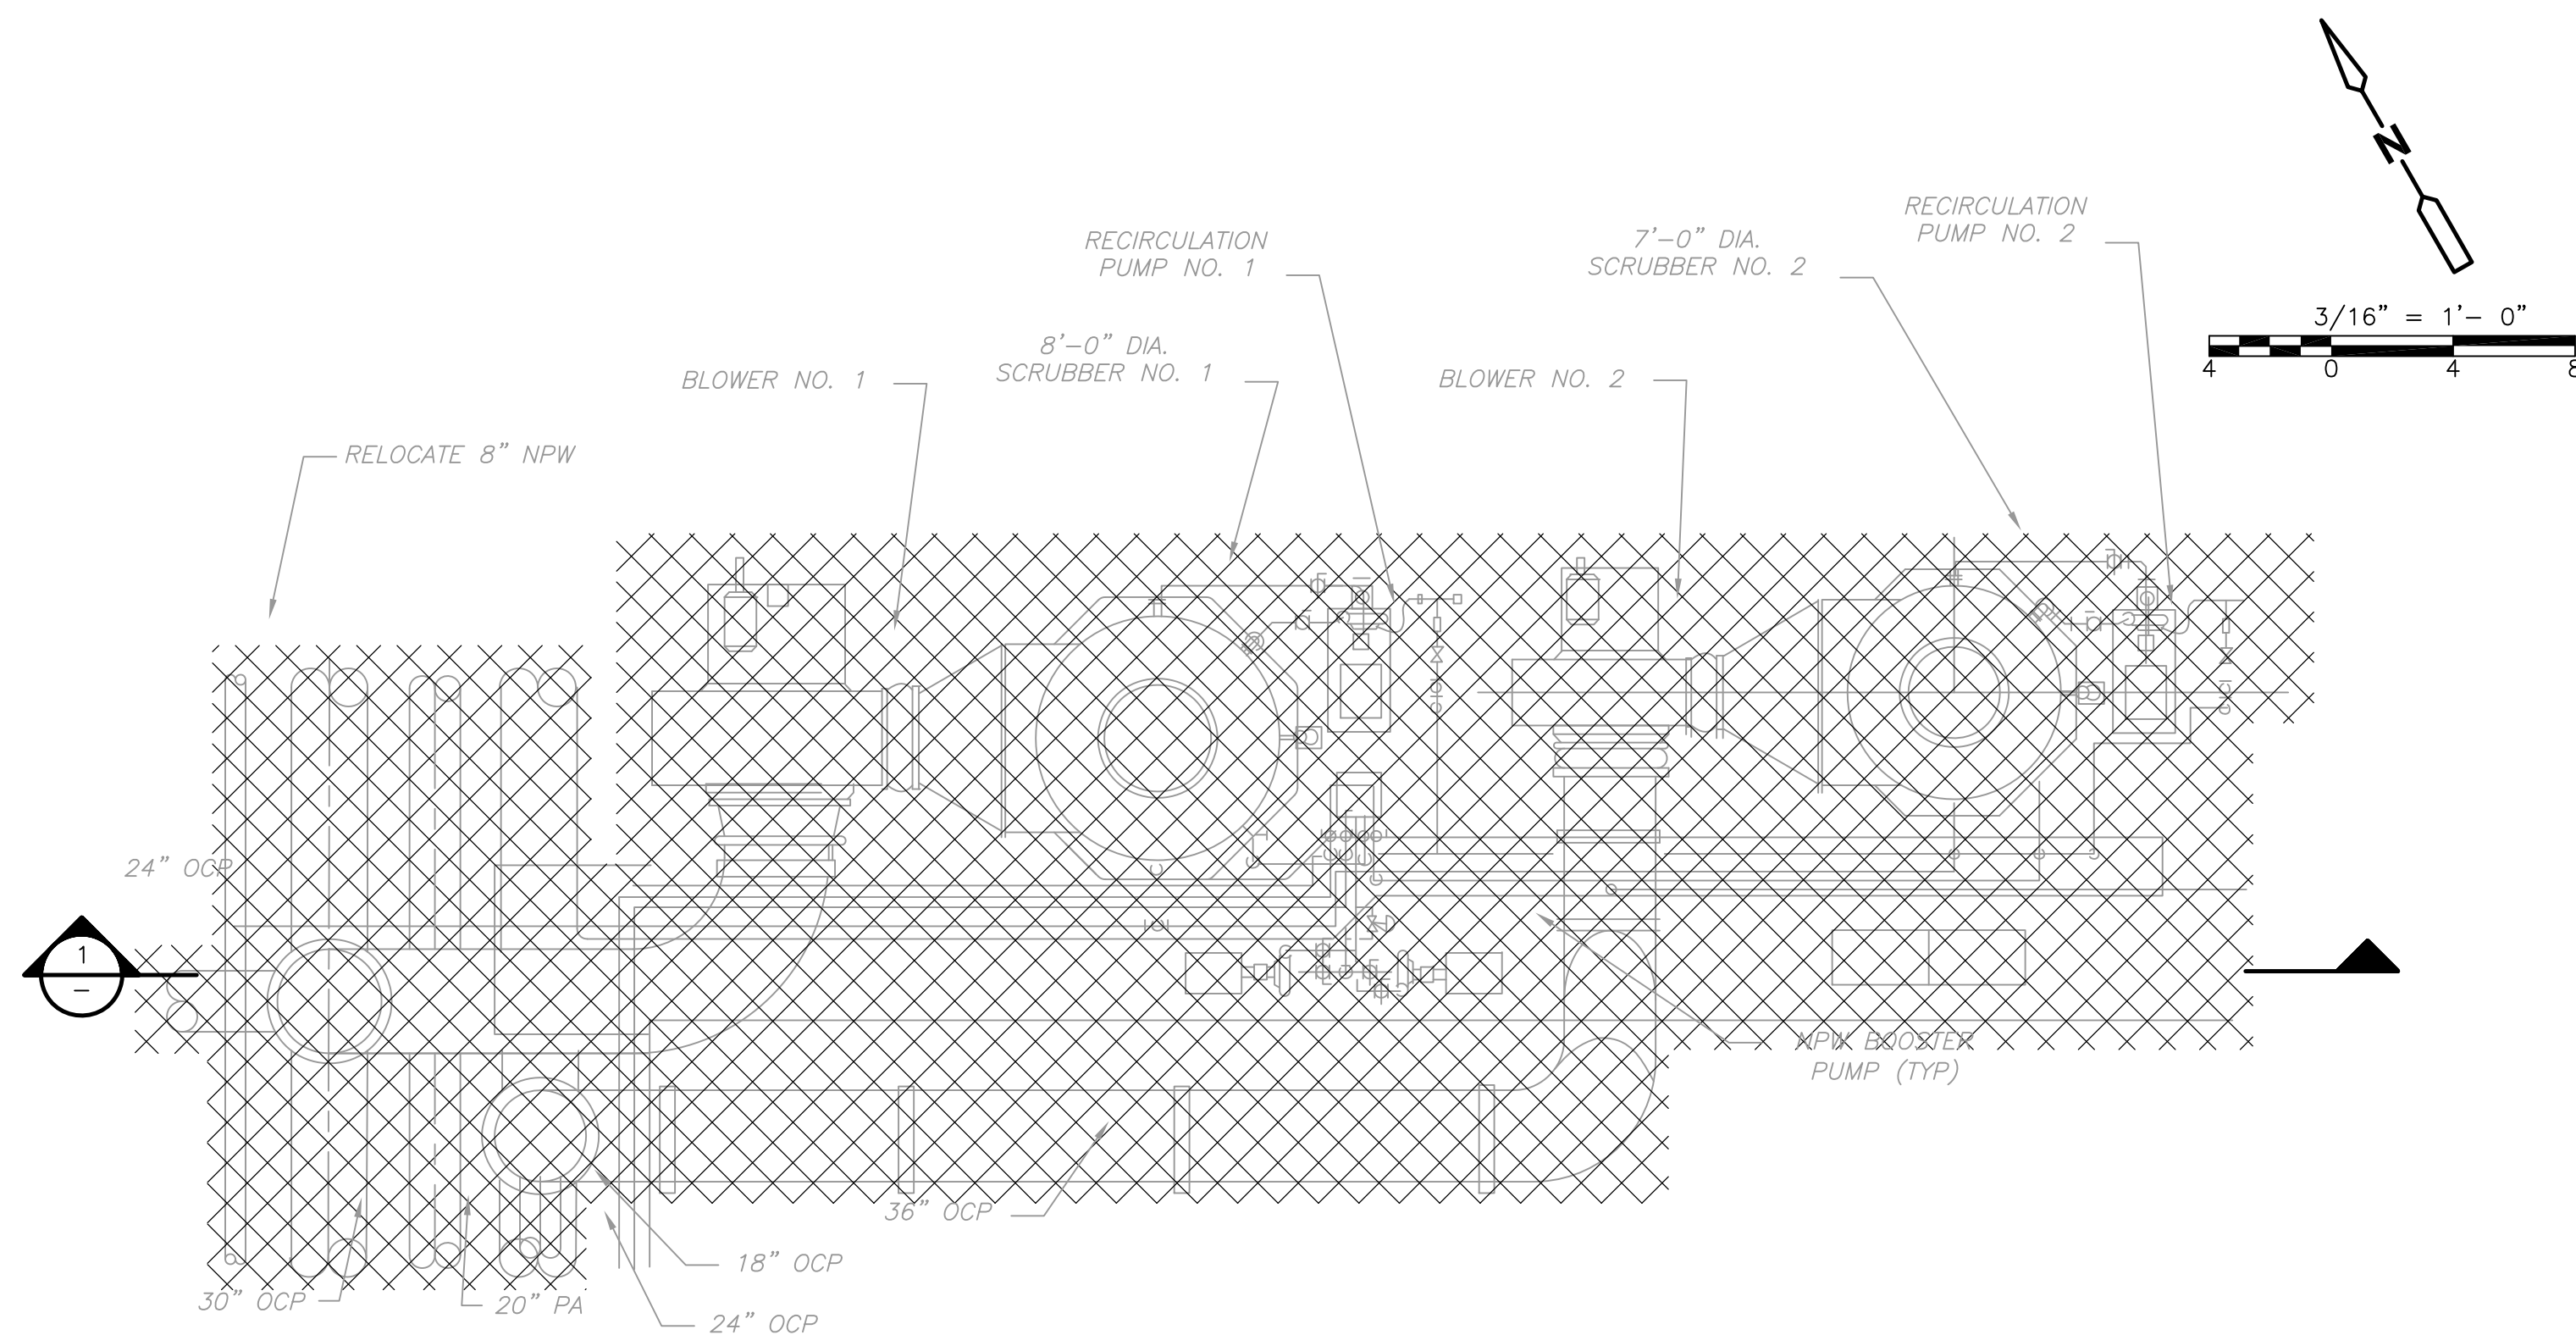 N
RECIRCULATION
PUMP NO. 2
RECIRCULATION
PUMP NO. 1
7'-0" DIA.
SCRUBBER NO. 2
3/16" = 1'- 0"
4 0 4 8
8'-0" DIA.
SCRUBBER NO. 1
BLOWER NO. 1
BLOWER NO. 2
RELOCATE 8" NPW
24" OCP
1
–
NPW BOOSTER
PUMP (TYP)
36" OCP
18" OCP
30" OCP
20" PA
24" OCP